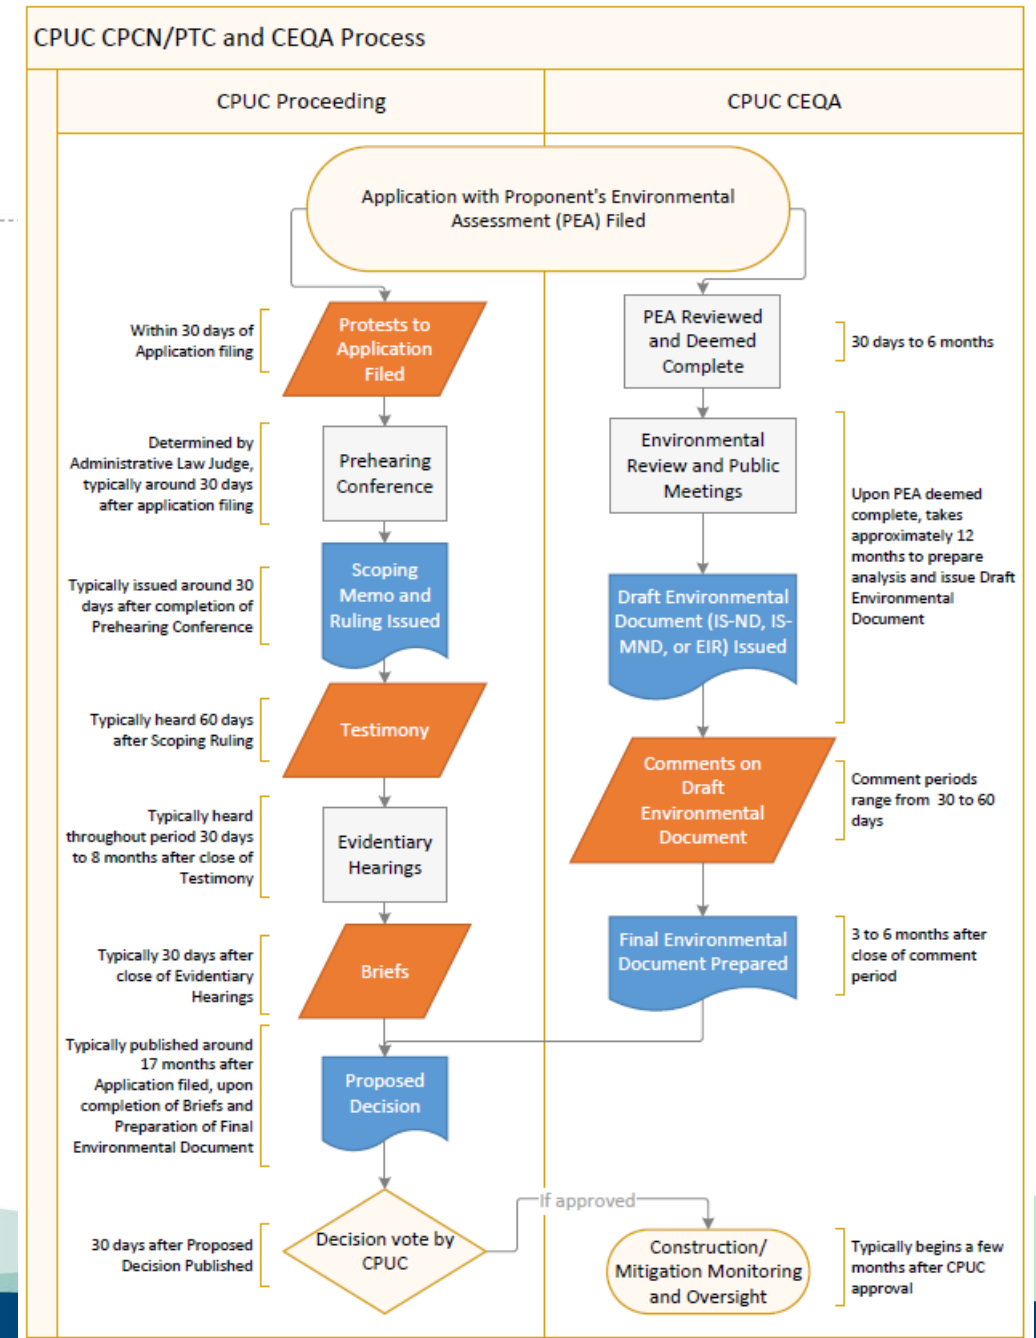 CPUC CPCN/PTC and CEQA Process
CPUC Proceeding
CPUC CEQA
Application with Proponent's Environmental
Assessment (PEA) Filed
Within 30 days of
Application filing
Protests to
Application
Filed
PEA Reviewed
and Deemed
Complete
30 days to 6 months
Determined by
Administrative Law Judge,
typically around 30 days
after application filing
Prehearing
Conference
Environmental
Review and Public
Meetings
Upon PEA deemed
complete, takes
approximately 12
months to prepare
analysis and issue Draft
Environmental
Document
Typically issued around 30
days after completion of
Prehearing Conference
Scoping
Memo and
Ruling Issued
Draft Environmental
Document (IS-ND, IS-
MND, or EIR) Issued
Typically heard 60 days
after Scoping Ruling
Testimony
Comments on
Draft
Environmental
Document
Comment periods
range from 30 to 60
days
Typically heard
throughout period 30 days
to 8 months after close of
Testimony
Evidentiary
Hearings
Typically 30 days after
close of Evidentiary
Hearings
Briefs
Final Environmental
Document Prepared
3 to 6 months after
close of comment
period
Typically published around
17 months after
Application filed, upon
completion of Briefs and
Preparation of Final
Environmental Document
Proposed
Decision
30 days after Proposed
Decision Published
Decision vote by
CPUC
If approved
Construction/
Mitigation Monitoring
and Oversight
Typically begins a few
months after CPUC
approval